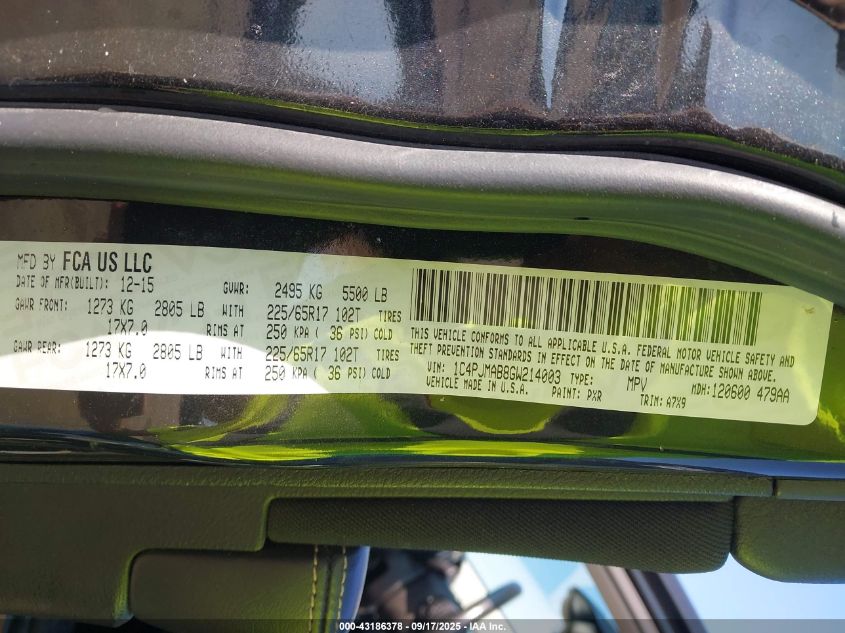 MFD BY FCA US LLC
DATE OF MFR(BUILT): 12-15 GVWR: 2495 KG 5500 LB
GAWR FRONT: 1273 KG 2805 LB WITH 225/65R17 102T TIRES
17X7.0 RIMS AT 250 KPA ( 36 PSI) COLD
GAWR REAR: 1273 KG 2805 LB WITH 225/65R17 102T TIRES
17X7.0 RIMS AT 250 KPA ( 36 PSI) COLD
THIS VEHICLE CONFORMS TO ALL APPLICABLE U.S.A. FEDERAL MOTOR VEHICLE SAFETY AND
THEFT PREVENTION STANDARDS IN EFFECT ON THE DATE OF MANUFACTURE SHOWN ABOVE.
VIN: 1C4PJMAB8GW214003 TYPE: MPV MDH: 120600 479AA
VEHICLE MADE IN U.S.A. PAINT: PXR TRIM: A7X9
000-43186378 - 09/17/2025 - IAA Inc.